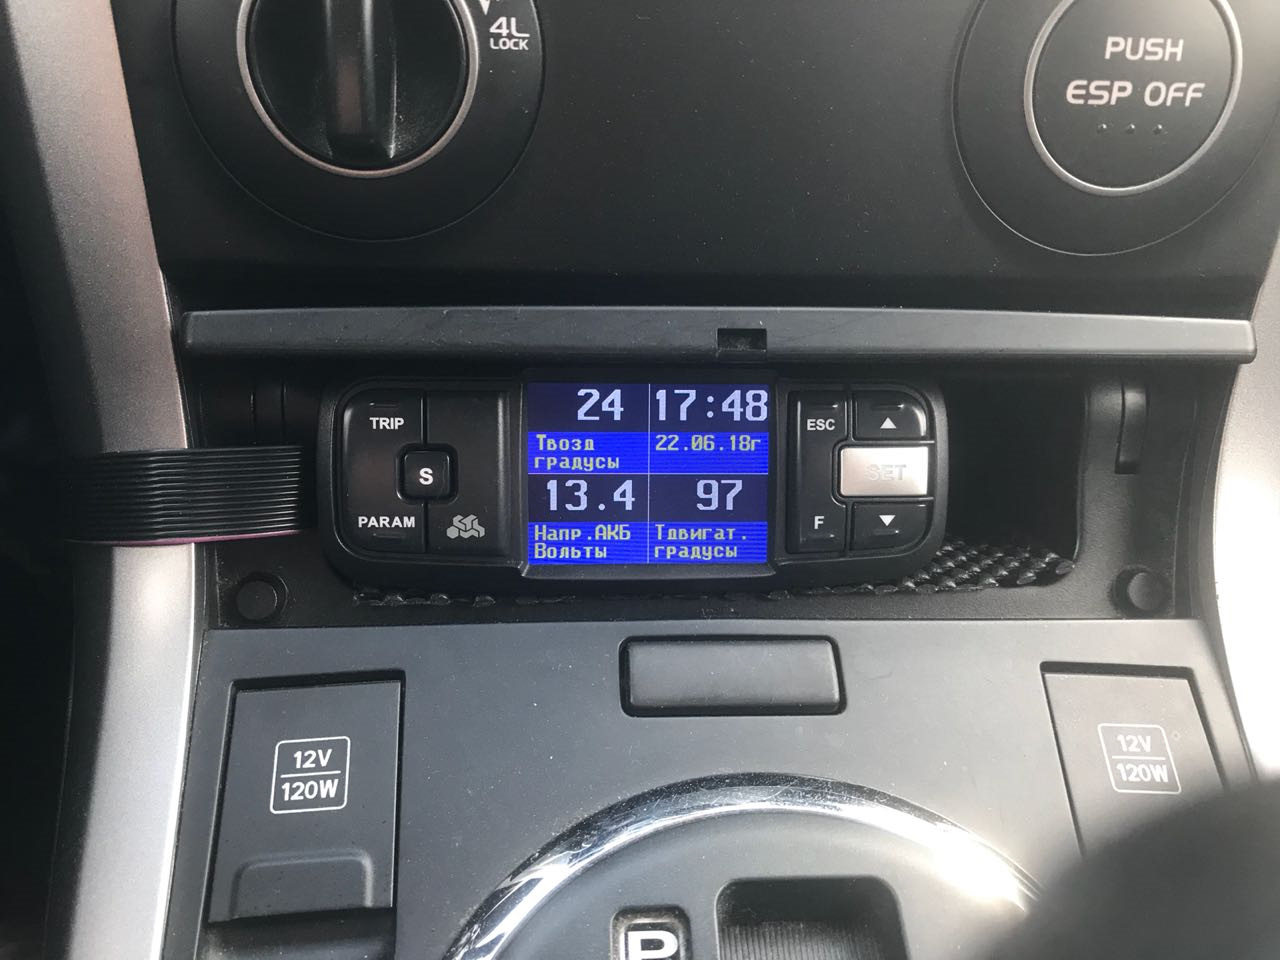 4L
LOCK
PUSH
ESP OFF
TRIP
S
PARAM
24
17:48
Твозд
градусы
22.06.18г
13.4
97
Напр.АКБ
Вольты
Тдвигат.
градусы
ESC
SET
F
12V
120W
12V
120W
P